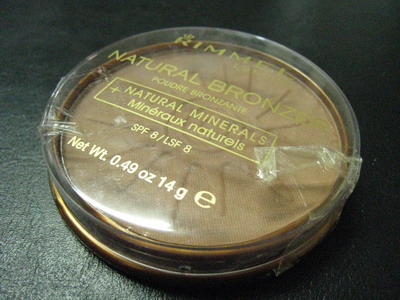 RIMMEL
NATURAL BRONZER
POUDRE BRONZANTE
+ NATURAL MINERALS
Minéraux naturels
SPF 8 / LSF 8
Net Wt. 0.49 oz 14 g e